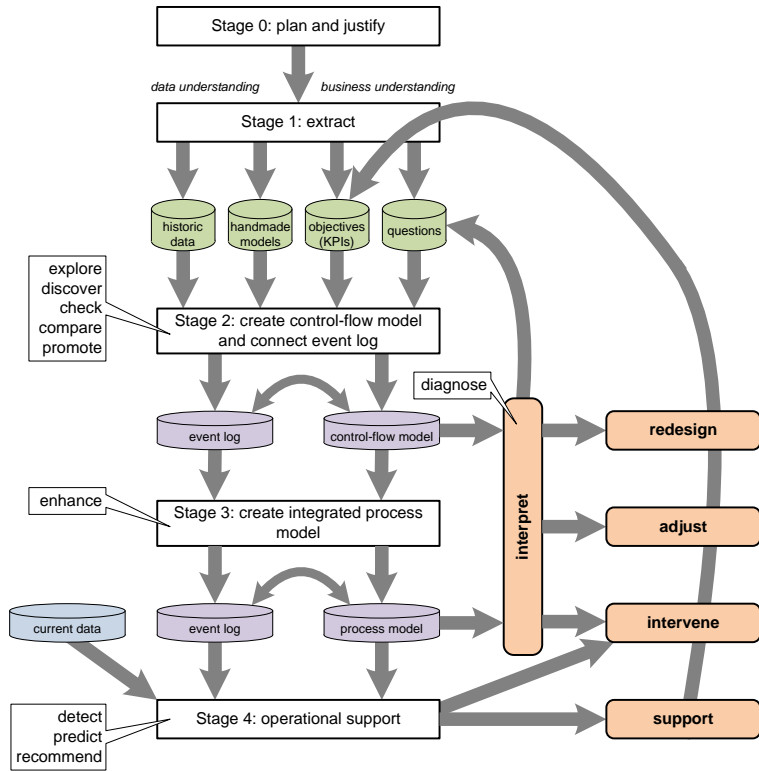 Stage 0: plan and justify
data understanding
business understanding
Stage 1: extract
historic
data
handmade
models
objectives
(KPIs)
questions
explore
discover
check
compare
promote
Stage 2: create control-flow model
and connect event log
diagnose
event log
control-flow model
redesign
enhance
Stage 3: create integrated process
model
interpret
adjust
current data
event log
process model
intervene
detect
predict
recommend
Stage 4: operational support
support